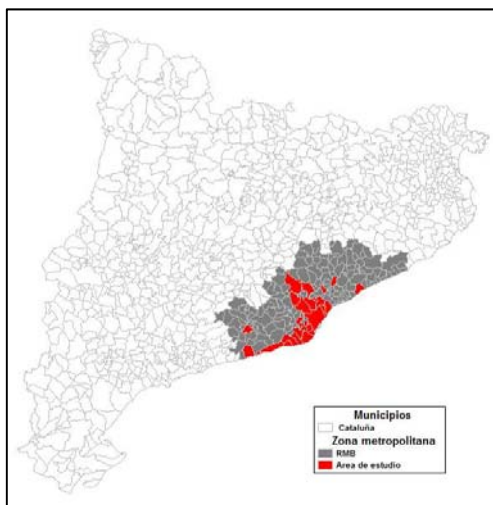 Municipios
Cataluña
Zona metropolitana
RMB
Area de estudio